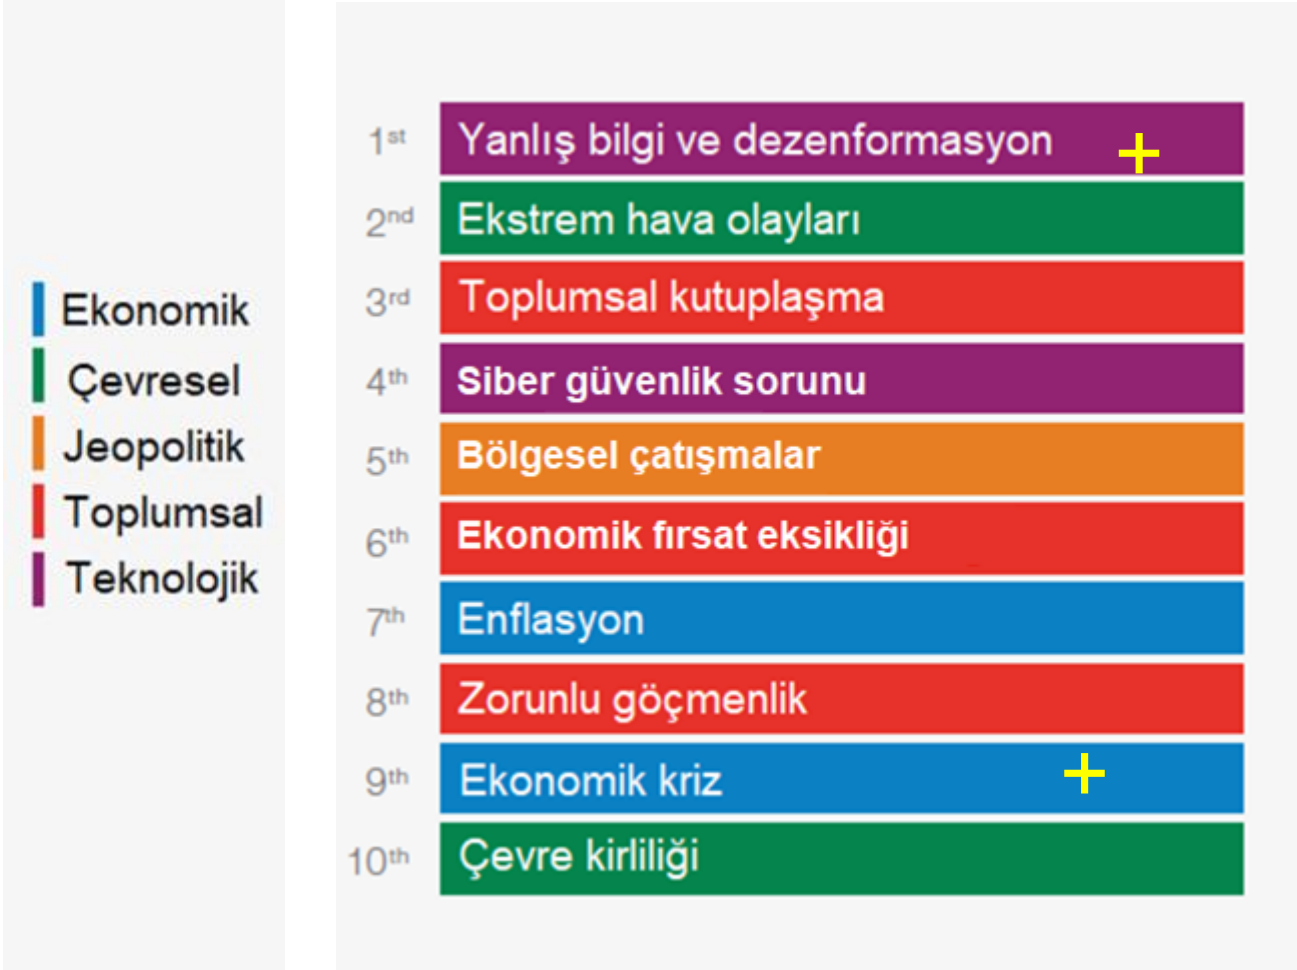 Ekonomik
Çevresel
Jeopolitik
Toplumsal
Teknolojik
1st Yanlış bilgi ve dezenformasyon
2nd Ekstrem hava olayları
3rd Toplumsal kutuplaşma
4th Siber güvenlik sorunu
5th Bölgesel çatışmalar
6th Ekonomik fırsat eksikliği
7th Enflasyon
8th Zorunlu göçmenlik
9th Ekonomik kriz
10th Çevre kirliliği